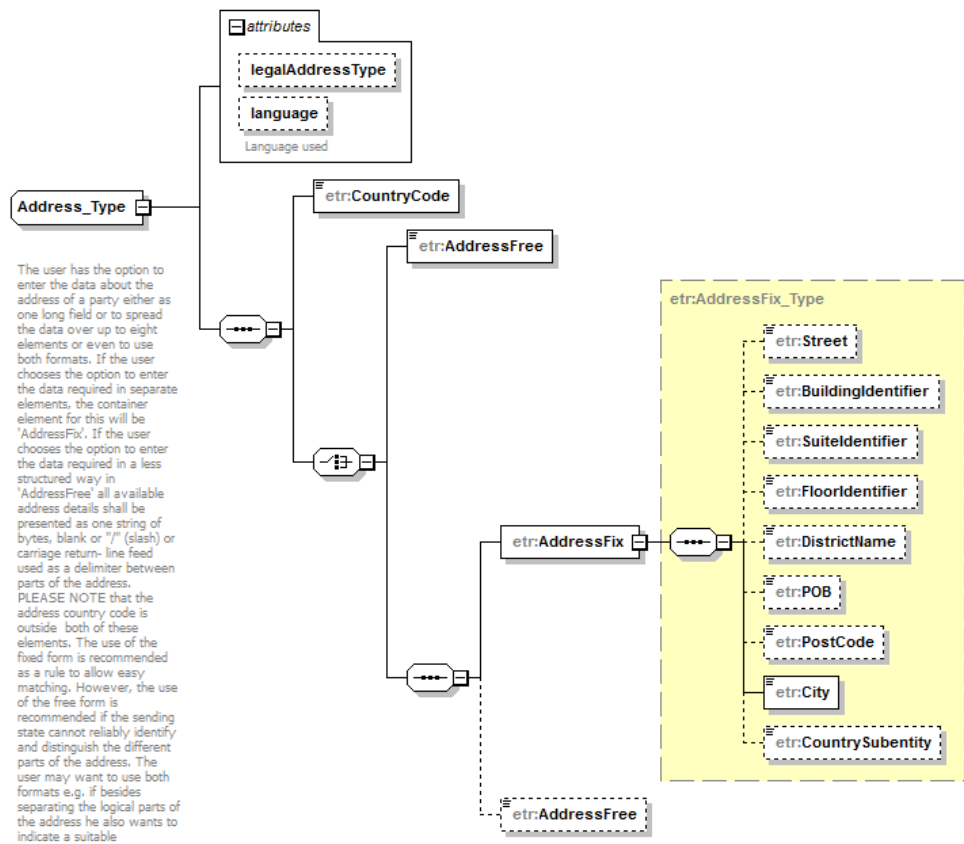 attributes
legalAddressType
language
Language used
Address_Type
etr:CountryCode
etr:AddressFree
The user has the option to
enter the data about the
address of a party either as
one long field or to spread
the data over up to eight
elements or even to use
both formats. If the user
chooses the option to enter
the data required in separate
elements, the container
element for this will be
'AddressFix'. If the user
chooses the option to enter
the data required in a less
structured way in
'AddressFree' all available
address details shall be
presented as one string of
bytes, blank or "/" (slash) or
carriage return- line feed
used as a delimiter between
parts of the address.
PLEASE NOTE that the
address country code is
outside  both of these
elements. The use of the
fixed form is recommended
as a rule to allow easy
matching. However, the use
of the free form is
recommended if the sending
state cannot reliably identify
and distinguish the different
parts of the address. The
user may want to use both
formats e.g. if besides
separating the logical parts of
the address he also wants to
indicate a suitable
etr:AddressFix_Type
etr:Street
etr:BuildingIdentifier
etr:SuiteIdentifier
etr:FloorIdentifier
etr:AddressFix
etr:DistrictName
etr:POB
etr:PostCode
etr:City
etr:CountrySubentity
etr:AddressFree